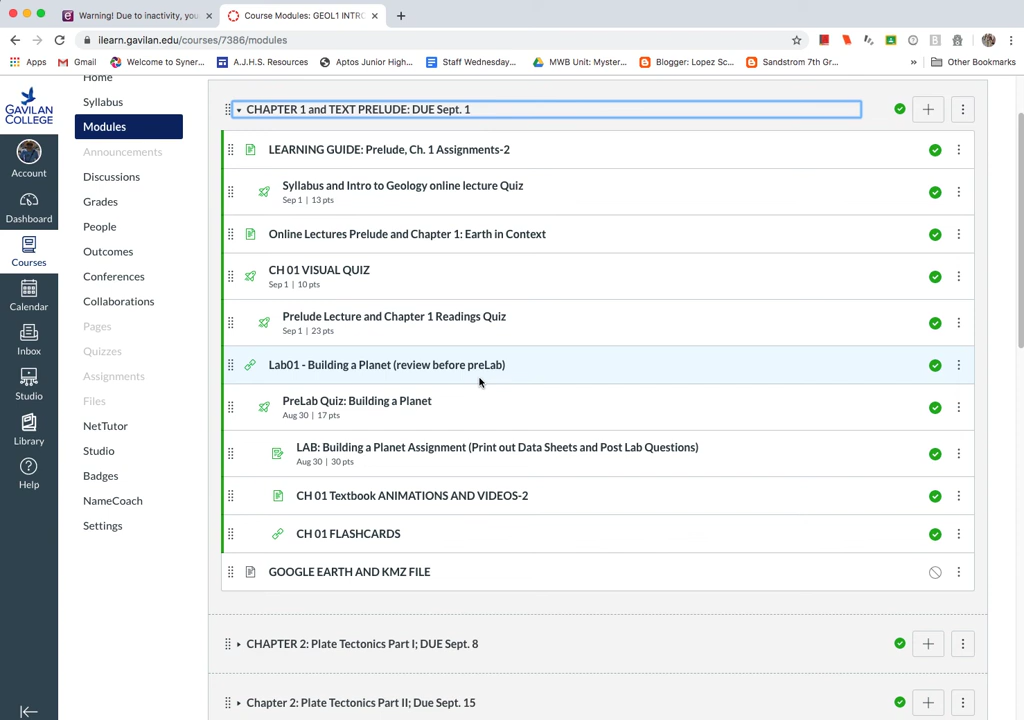 Warning! Due to inactivity, you
Course Modules: GEOL1 INTRO
ilearn.gavilan.edu/courses/7386/modules
Apps
Gmail
Welcome to Syner...
A.J.H.S. Resources
Aptos Junior High...
Staff Wednesday...
MWB Unit: Myster...
Blogger: Lopez Sc...
Sandstrom 7th Gr...
»
Other Bookmarks
GAVILAN
COLLEGE
Account
Dashboard
Courses
Calendar
Inbox
Studio
Library
Help
Home
Syllabus
Modules
Announcements
Discussions
Grades
People
Outcomes
Conferences
Collaborations
Pages
Quizzes
Assignments
Files
NetTutor
Studio
Badges
NameCoach
Settings
CHAPTER 1 and TEXT PRELUDE: DUE Sept. 1
LEARNING GUIDE: Prelude, Ch. 1 Assignments-2
Syllabus and Intro to Geology online lecture Quiz
Sep 1 | 13 pts
Online Lectures Prelude and Chapter 1: Earth in Context
CH 01 VISUAL QUIZ
Sep 1 | 10 pts
Prelude Lecture and Chapter 1 Readings Quiz
Sep 1 | 23 pts
Lab01 - Building a Planet (review before preLab)
PreLab Quiz: Building a Planet
Aug 30 | 17 pts
LAB: Building a Planet Assignment (Print out Data Sheets and Post Lab Questions)
Aug 30 | 30 pts
CH 01 Textbook ANIMATIONS AND VIDEOS-2
CH 01 FLASHCARDS
GOOGLE EARTH AND KMZ FILE
CHAPTER 2: Plate Tectonics Part I; DUE Sept. 8
Chapter 2: Plate Tectonics Part II; Due Sept. 15